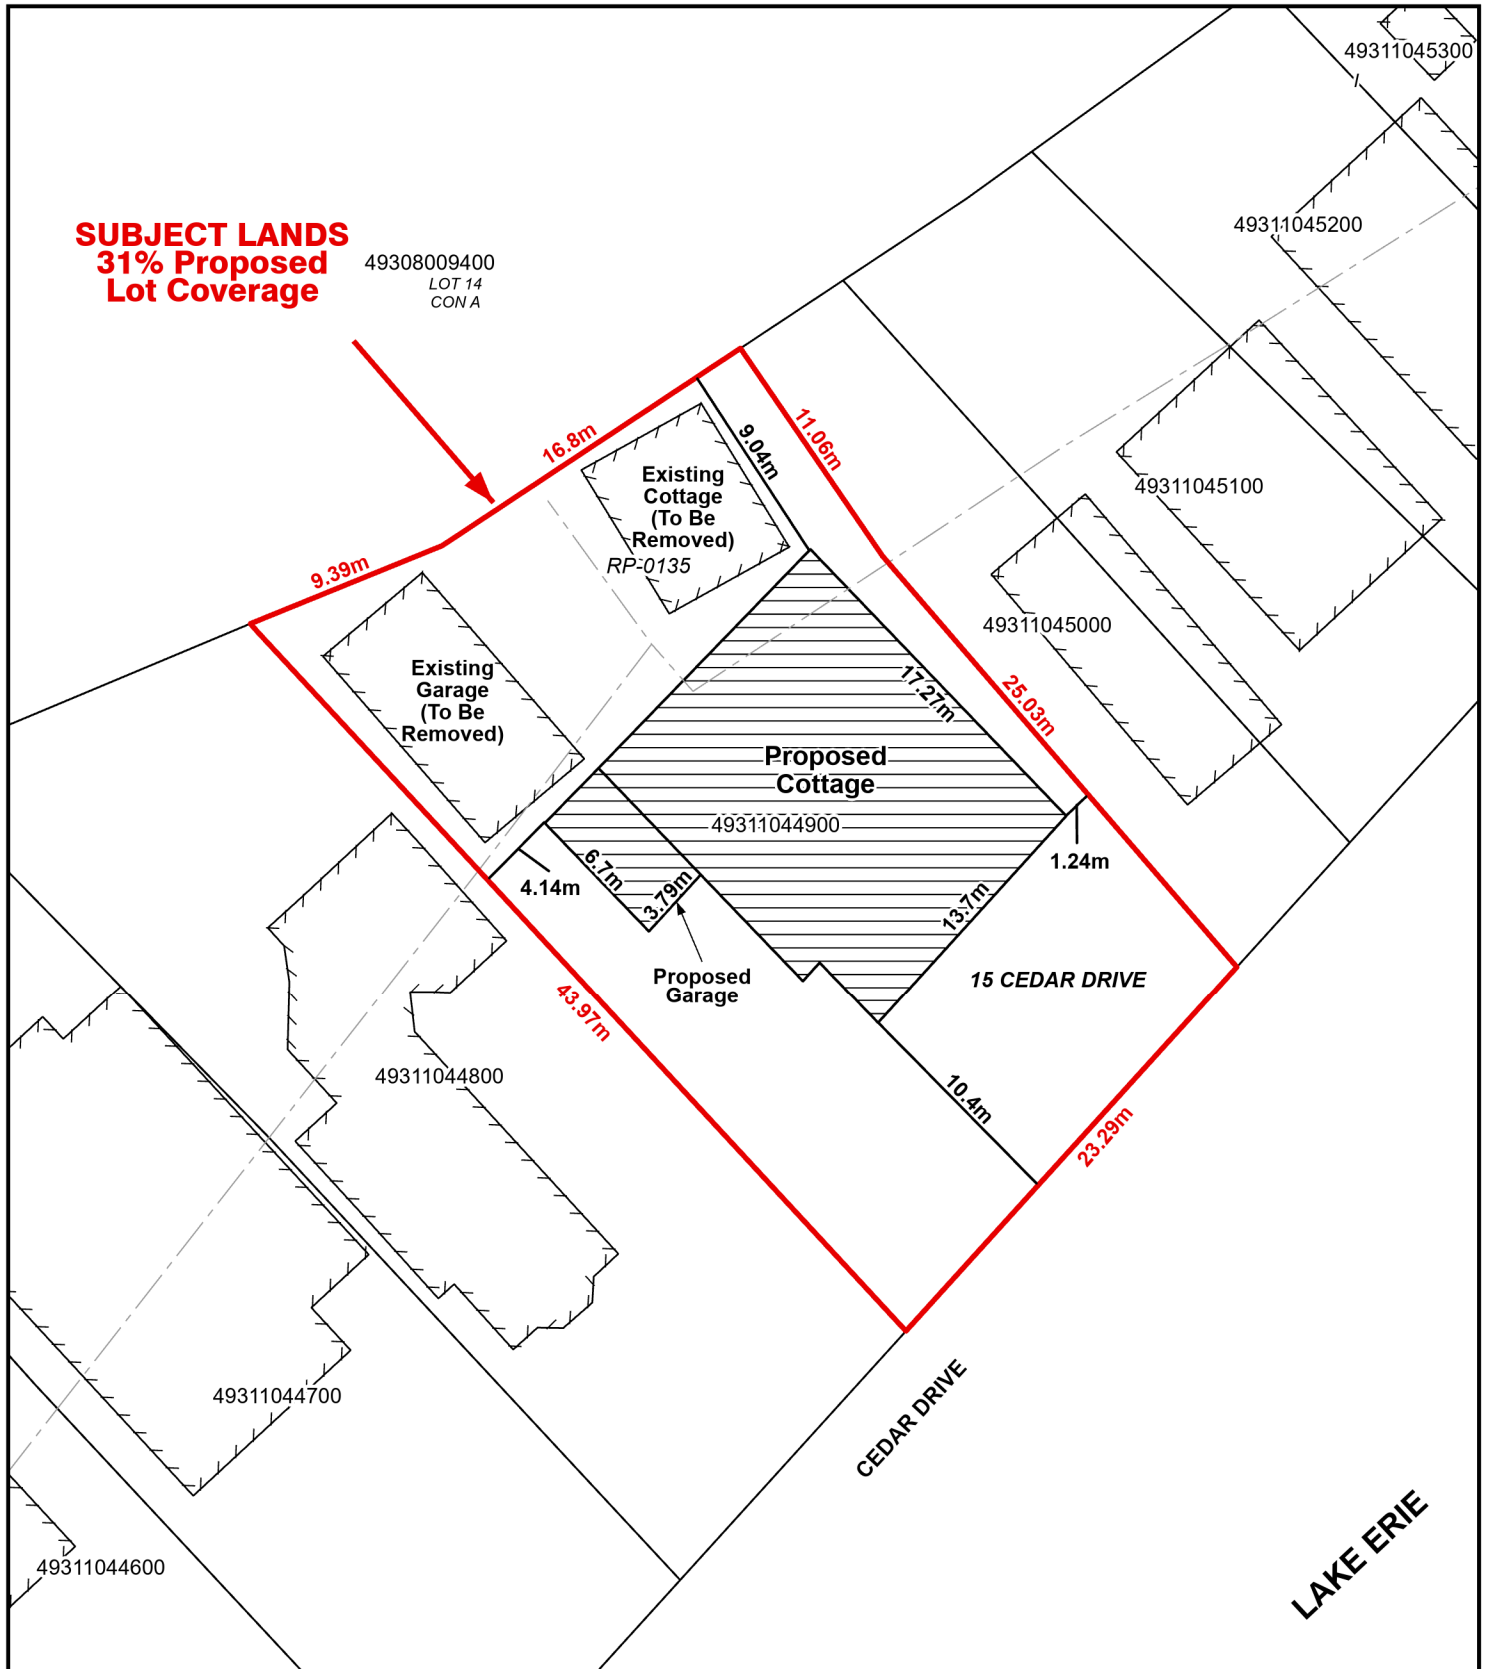 49311045300
49311045200
SUBJECT LANDS
31% Proposed
Lot Coverage
49308009400
LOT 14
CON A
16.8m
9.04m
11.06m
Existing
Cottage
(To Be
Removed)
RP-0135
49311045100
9.39m
49311045000
Existing
Garage
(To Be
Removed)
17.27m
25.03m
Proposed
Cottage
49311044900
1.24m
4.14m
6.7m
3.79m
13.7m
Proposed
Garage
15 CEDAR DRIVE
43.97m
49311044800
10.4m
23.29m
49311044700
CEDAR DRIVE
LAKE ERIE
49311044600